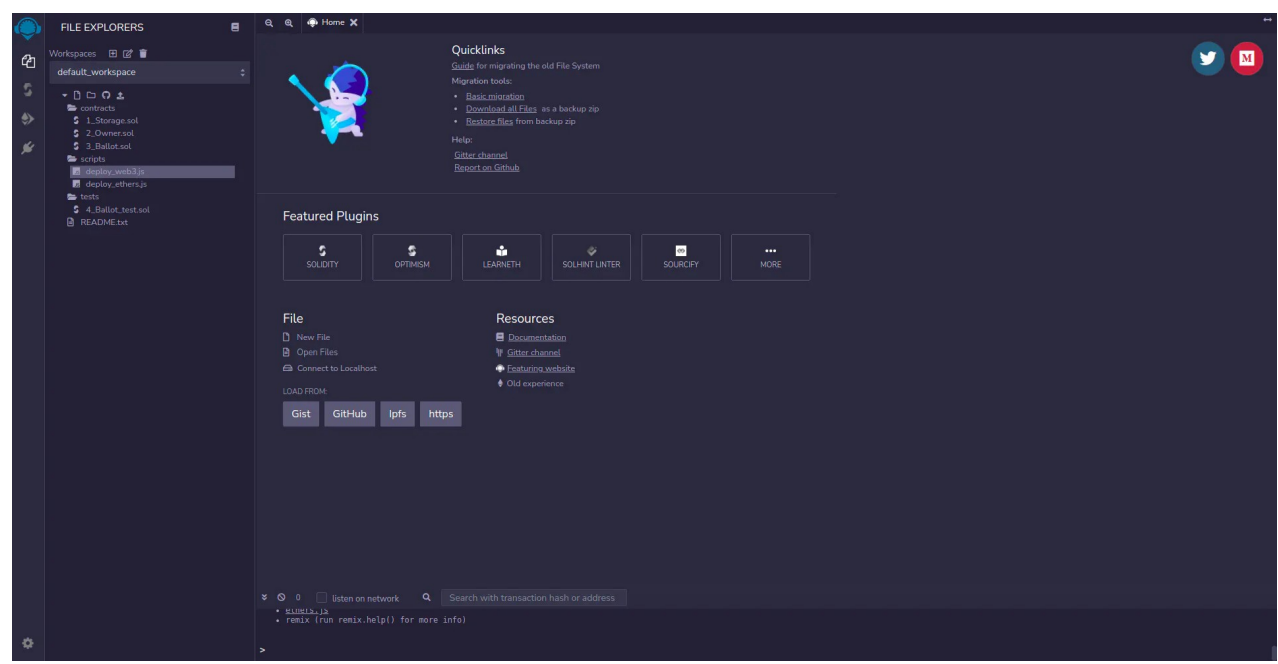 FILE EXPLORERS
Workspaces
default_workspace
contracts
1_Storage.sol
2_Owner.sol
3_Ballot.sol
scripts
deploy_web3.js
deploy_ethers.js
tests
4_Ballot_test.sol
README.txt
Home
Quicklinks
Guide for migrating the old File System
Migration tools:
• Basic migration
• Download all Files as a backup zip
• Restore files from backup zip
Help:
Gitter channel
Report on Github
M
Featured Plugins
SOLIDITY
OPTIMISM
LEARNETH
SOLHINT LINTER
SOURCIFY
MORE
File
New File
Open Files
Connect to Localhost
LOAD FROM:
Gist GitHub Ipfs https
Resources
Documentation
Gitter channel
Featuring website
Old experience
0 listen on network Search with transaction hash or address
• ethers.js
• remix (run remix.help() for more info)
>